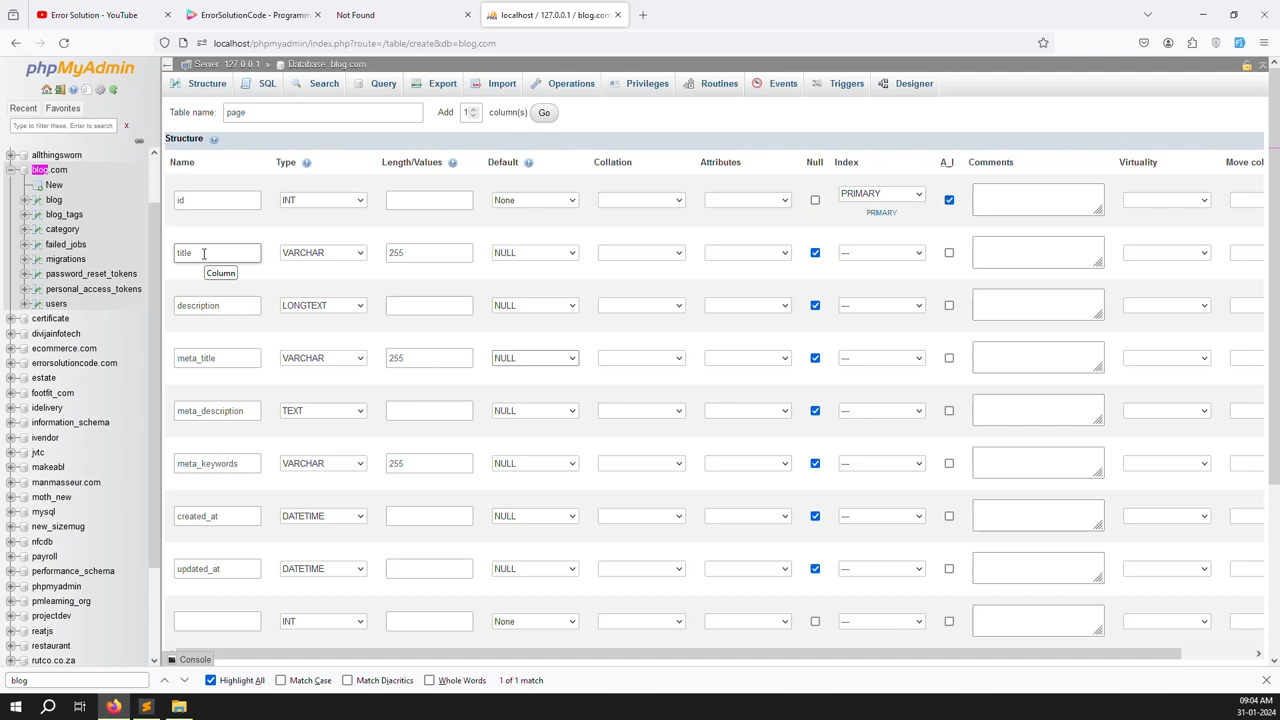 Error Solution - YouTube
ErrorSolutionCode - Programm
Not Found
localhost / 127.0.0.1 / blog.com
localhost/phpmyadmin/index.php?route=/table/create&db=blog.com
phpMyAdmin
Server: 127.0.0.1 » Database: blog.com
Structure SQL Search Query Export Import Operations Privileges Routines Events Triggers Designer
Recent Favorites
Type to filter these, Enter to search X
Table name: page Add 1 column(s) Go
Structure
Name Type Length/Values Default Collation Attributes Null Index A_I Comments Virtuality Move col
id INT None PRIMARY
PRIMARY
title VARCHAR 255 NULL ---
Column
description LONGTEXT NULL ---
meta_title VARCHAR 255 NULL ---
meta_description TEXT NULL ---
meta_keywords VARCHAR 255 NULL ---
created_at DATETIME NULL ---
updated_at DATETIME NULL ---
INT None ---
allthingsworn
blog.com
New
blog
blog_tags
category
failed_jobs
migrations
password_reset_tokens
personal_access_tokens
users
certificate
divijainfotech
ecommerce.com
errorsolutioncode.com
estate
footfit_com
idelivery
information_schema
ivendor
jvtc
makeabl
manmasseur.com
moth_new
mysql
new_sizemug
nfcdb
payroll
performance_schema
phpmyadmin
pmlearning_org
projectdev
reatjs
restaurant
rutco.co.za
Console
blog Highlight All Match Case Match Diacritics Whole Words 1 of 1 match
09:04 AM
31-01-2024